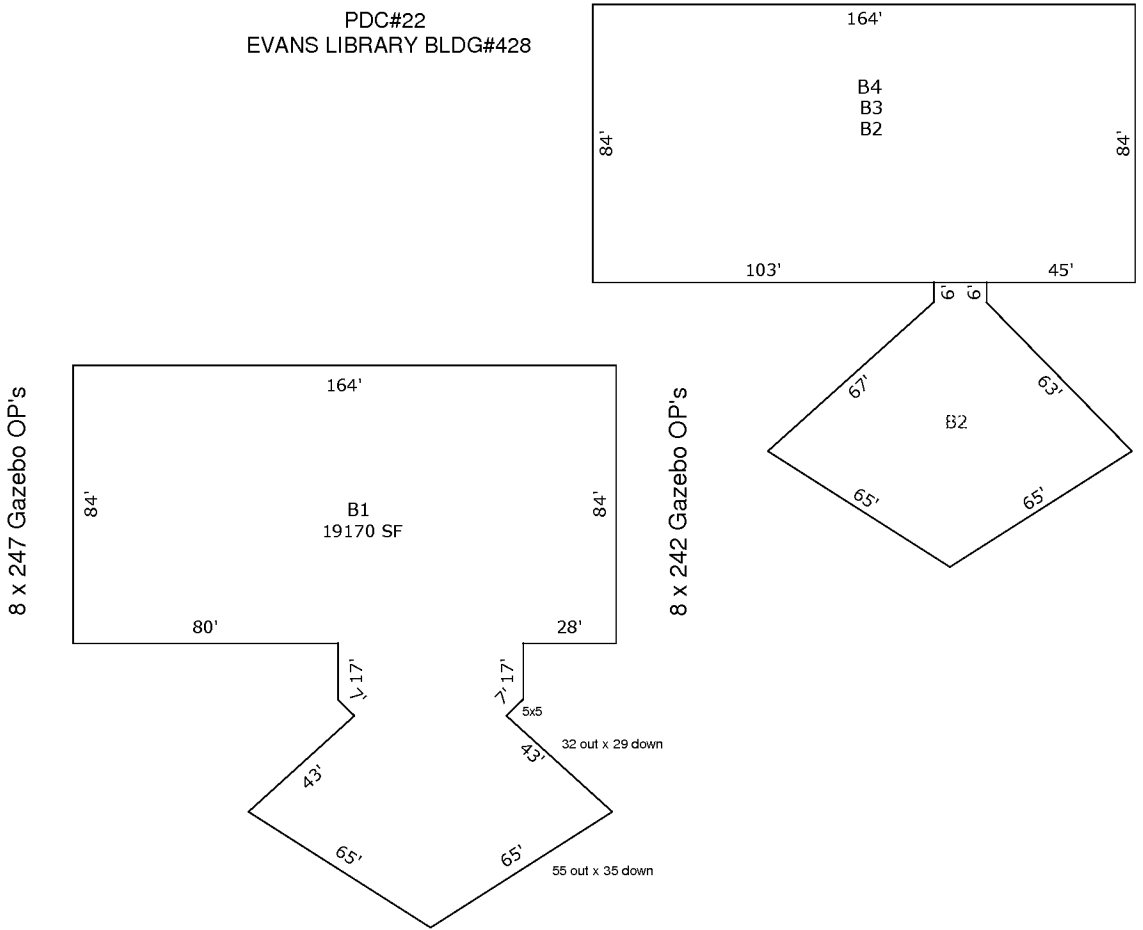 PDC#22
EVANS LIBRARY BLDG#428
164'
B4
B3
B2
84'
84'
103'
45'
6'
6'
67'
63'
B2
65'
65'
8 x 247 Gazebo OP's
164'
84'
84'
B1
19170 SF
8 x 242 Gazebo OP's
80'
28'
17'
17'
7'
7'
5x5
43'
43'
32 out x 29 down
65'
65'
55 out x 35 down